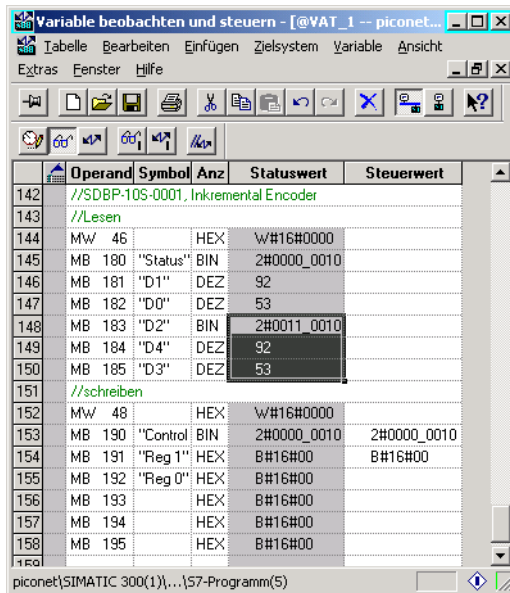 Variable beobachten und steuern - [@VAT_1 -- piconet...
Tabelle Bearbeiten Einfügen Zielsystem Variable Ansicht
Extras Fenster Hilfe
Operand Symbol Anz Statuswert Steuerwert
142 //SDBP-10S-0001, Inkremental Encoder
143 //Lesen
144 MW 46 HEX W#16#0000
145 MB 180 "Status" BIN 2#0000_0010
146 MB 181 "D1" DEZ 92
147 MB 182 "D0" DEZ 53
148 MB 183 "D2" BIN 2#0011_0010
149 MB 184 "D4" DEZ 92
150 MB 185 "D3" DEZ 53
151 //schreiben
152 MW 48 HEX W#16#0000
153 MB 190 "Control BIN 2#0000_0010 2#0000_0010
154 MB 191 "Reg 1" HEX B#16#00 B#16#00
155 MB 192 "Reg 0" HEX B#16#00
156 MB 193 HEX B#16#00
157 MB 194 HEX B#16#00
158 MB 195 HEX B#16#00
159
piconet\SIMATIC 300(1)\...\S7-Programm(5)